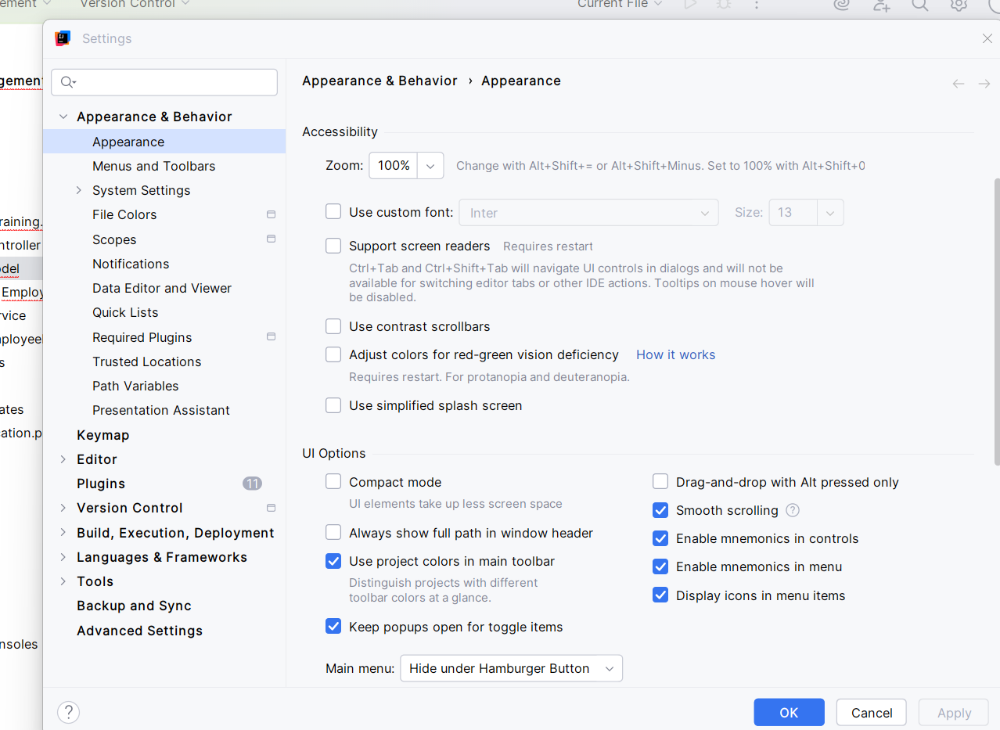 ement
Version Control
Current File
Settings
gement
raining.
ntroller
odel
Employ
rvice
mployeel
s
ates
cation.p
nsoles
Appearance & Behavior
Appearance
Menus and Toolbars
System Settings
File Colors
Scopes
Notifications
Data Editor and Viewer
Quick Lists
Required Plugins
Trusted Locations
Path Variables
Presentation Assistant
Keymap
Editor
Plugins 11
Version Control
Build, Execution, Deployment
Languages & Frameworks
Tools
Backup and Sync
Advanced Settings
Appearance & Behavior › Appearance
Accessibility
Zoom: 100% Change with Alt+Shift+= or Alt+Shift+Minus. Set to 100% with Alt+Shift+0
Use custom font: Inter Size: 13
Support screen readers Requires restart
Ctrl+Tab and Ctrl+Shift+Tab will navigate UI controls in dialogs and will not be
available for switching editor tabs or other IDE actions. Tooltips on mouse hover will
be disabled.
Use contrast scrollbars
Adjust colors for red-green vision deficiency How it works
Requires restart. For protanopia and deuteranopia.
Use simplified splash screen
UI Options
Compact mode
UI elements take up less screen space
Always show full path in window header
Use project colors in main toolbar
Distinguish projects with different
toolbar colors at a glance.
Keep popups open for toggle items
Drag-and-drop with Alt pressed only
Smooth scrolling ?
Enable mnemonics in controls
Enable mnemonics in menu
Display icons in menu items
Main menu: Hide under Hamburger Button
?
OK
Cancel
Apply